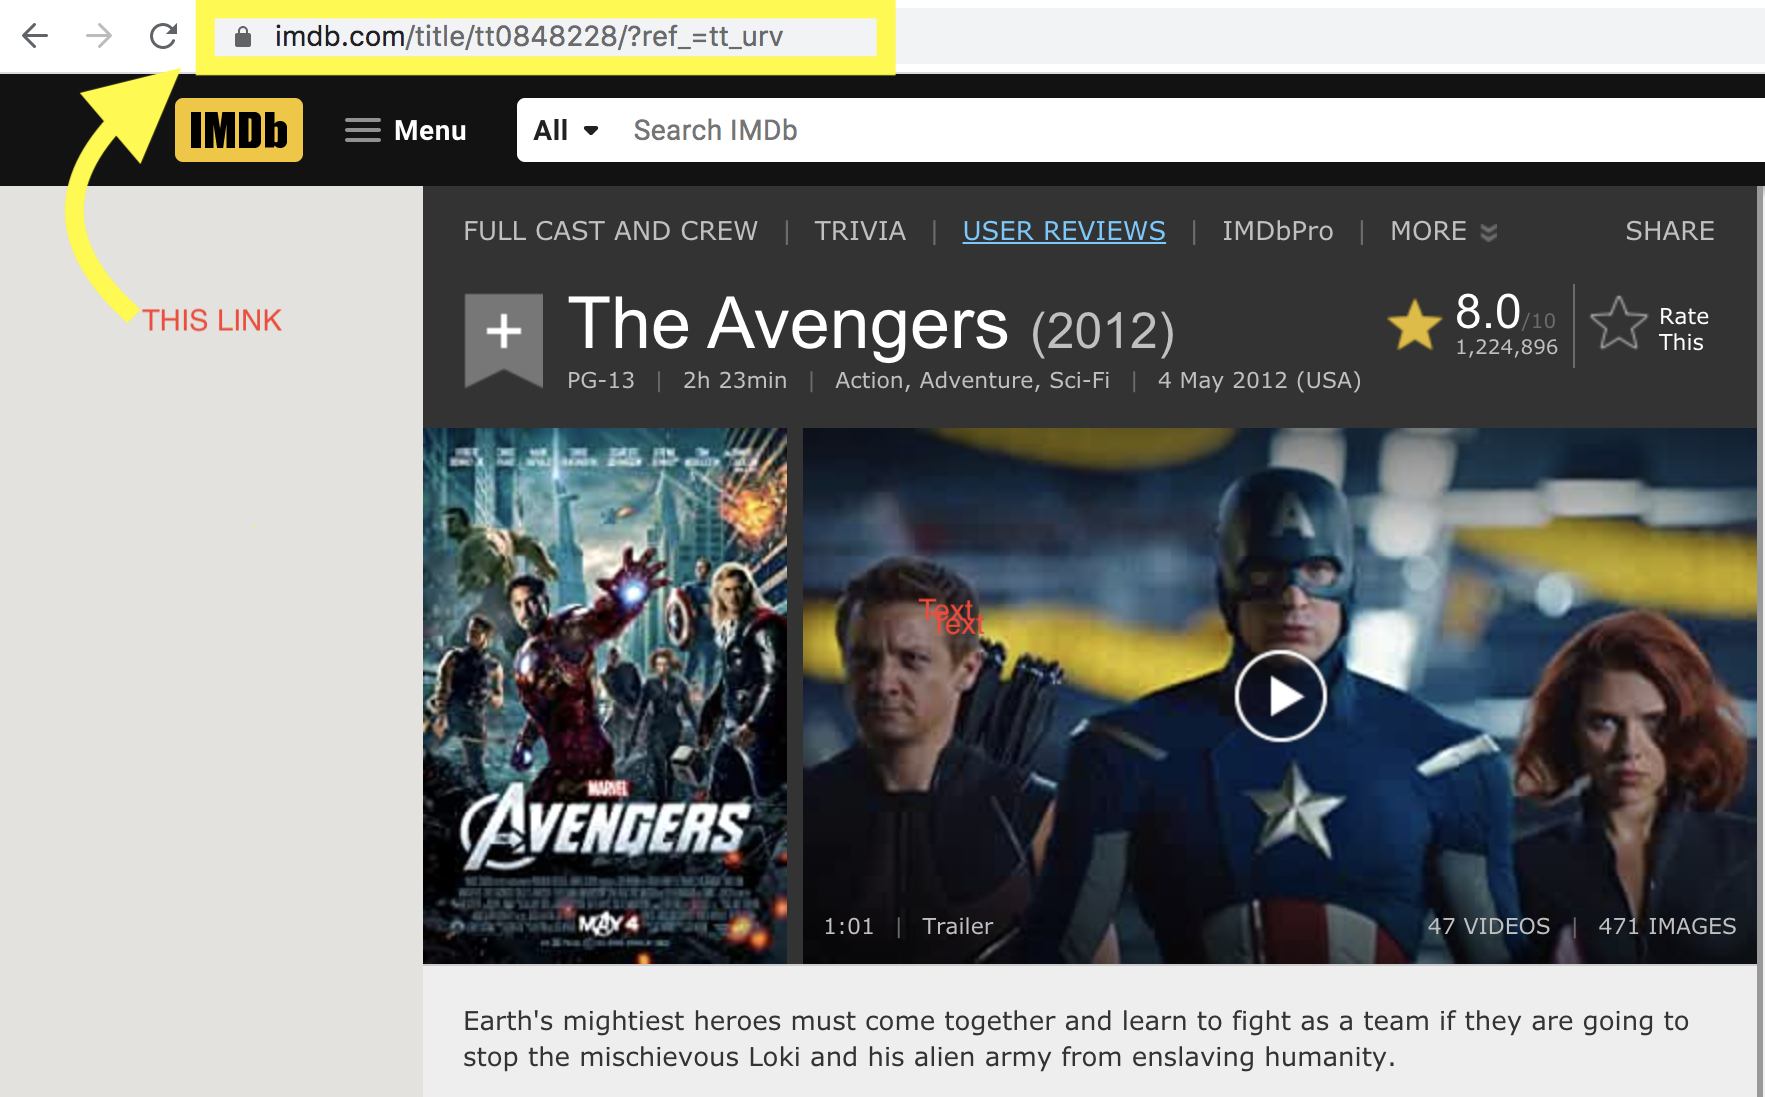 imdb.com/title/tt0848228/?ref_=tt_urv
IMDb Menu All Search IMDb
FULL CAST AND CREW | TRIVIA | USER REVIEWS | IMDbPro | MORE SHARE
THIS LINK
+ The Avengers (2012) 8.0/10 Rate
1,224,896 This
PG-13 | 2h 23min | Action, Adventure, Sci-Fi | 4 May 2012 (USA)
A
Text
Text
MARVEL
AVENGERS
MAY 4
1:01 | Trailer 47 VIDEOS | 471 IMAGES
Earth's mightiest heroes must come together and learn to fight as a team if they are going to
stop the mischievous Loki and his alien army from enslaving humanity.